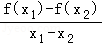 f(x₁)-f(x₂)
x₁-x₂